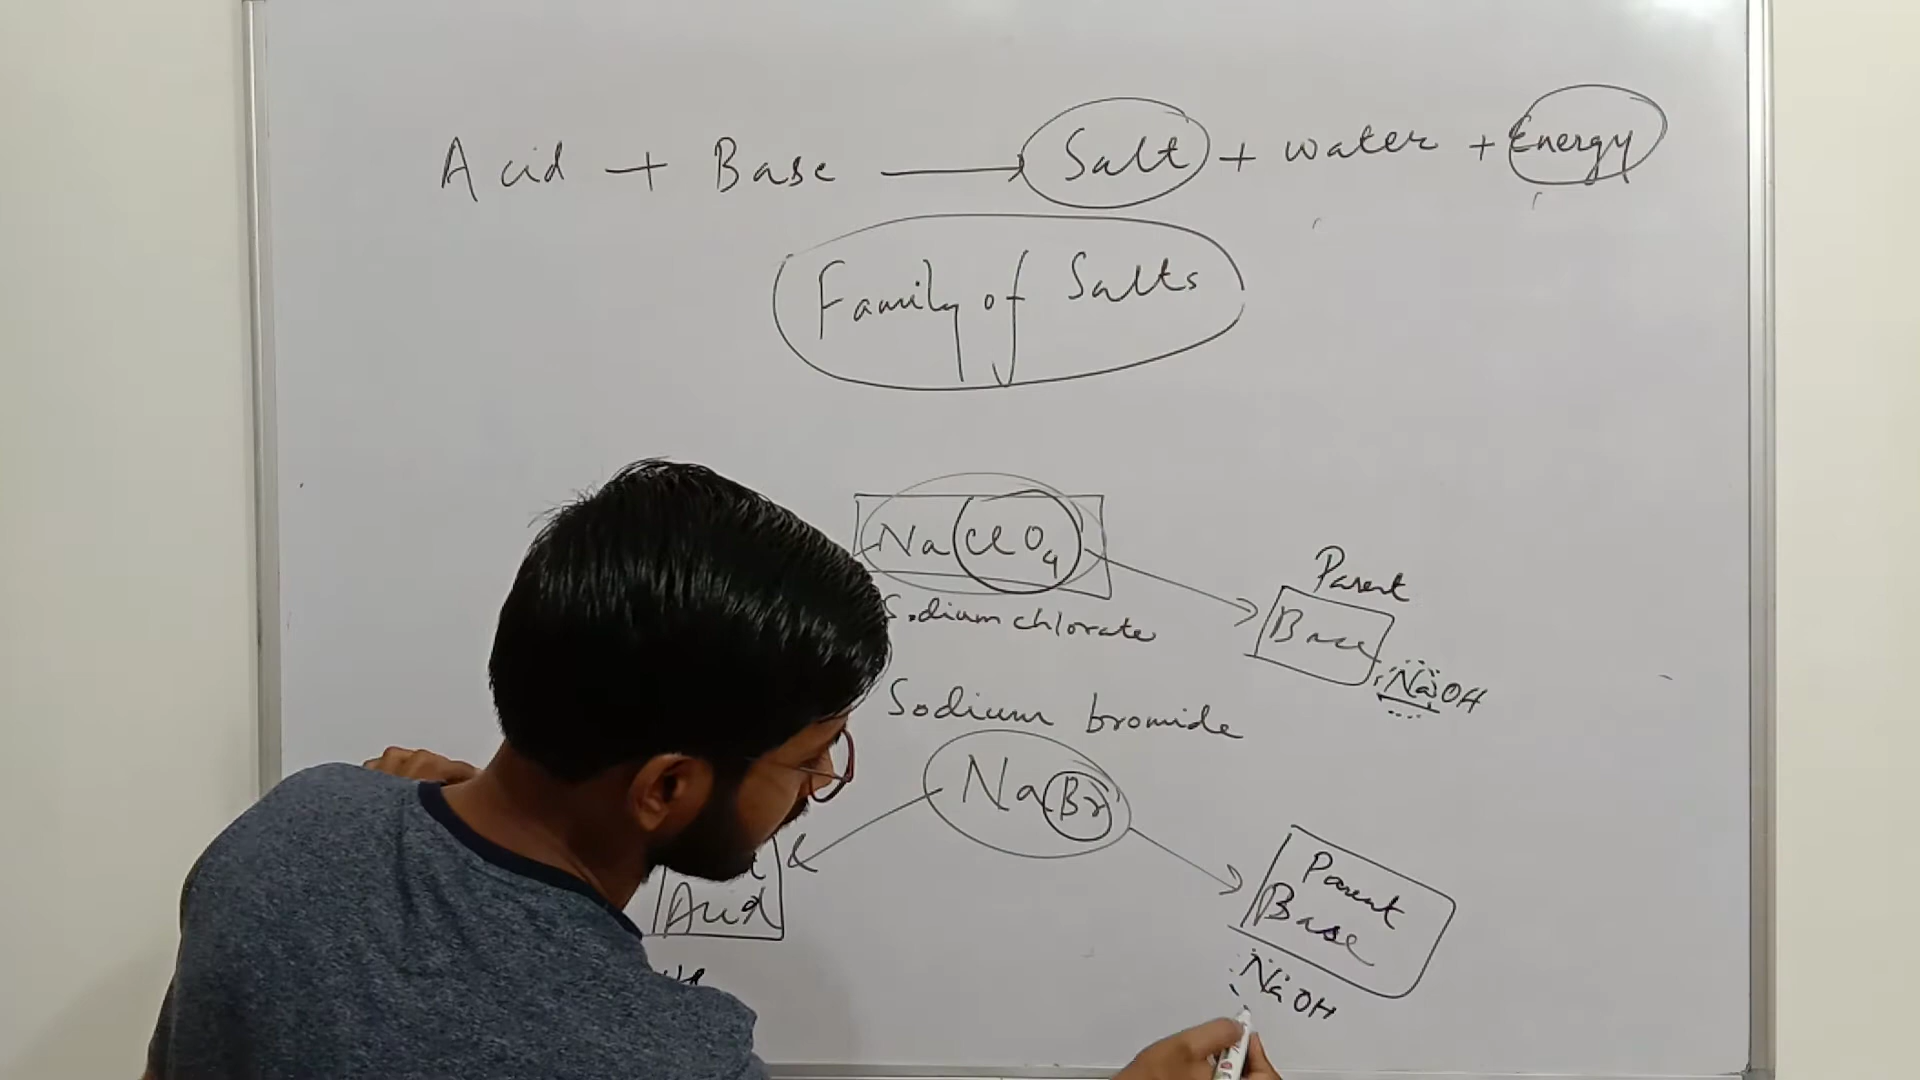 Acid + Base → Salt + water + Energy
Family of Salts
NaClO₄
Sodium chlorate
Parent
Base
NaOH
Sodium bromide
NaBr
Acid
Parent
Base
NaOH